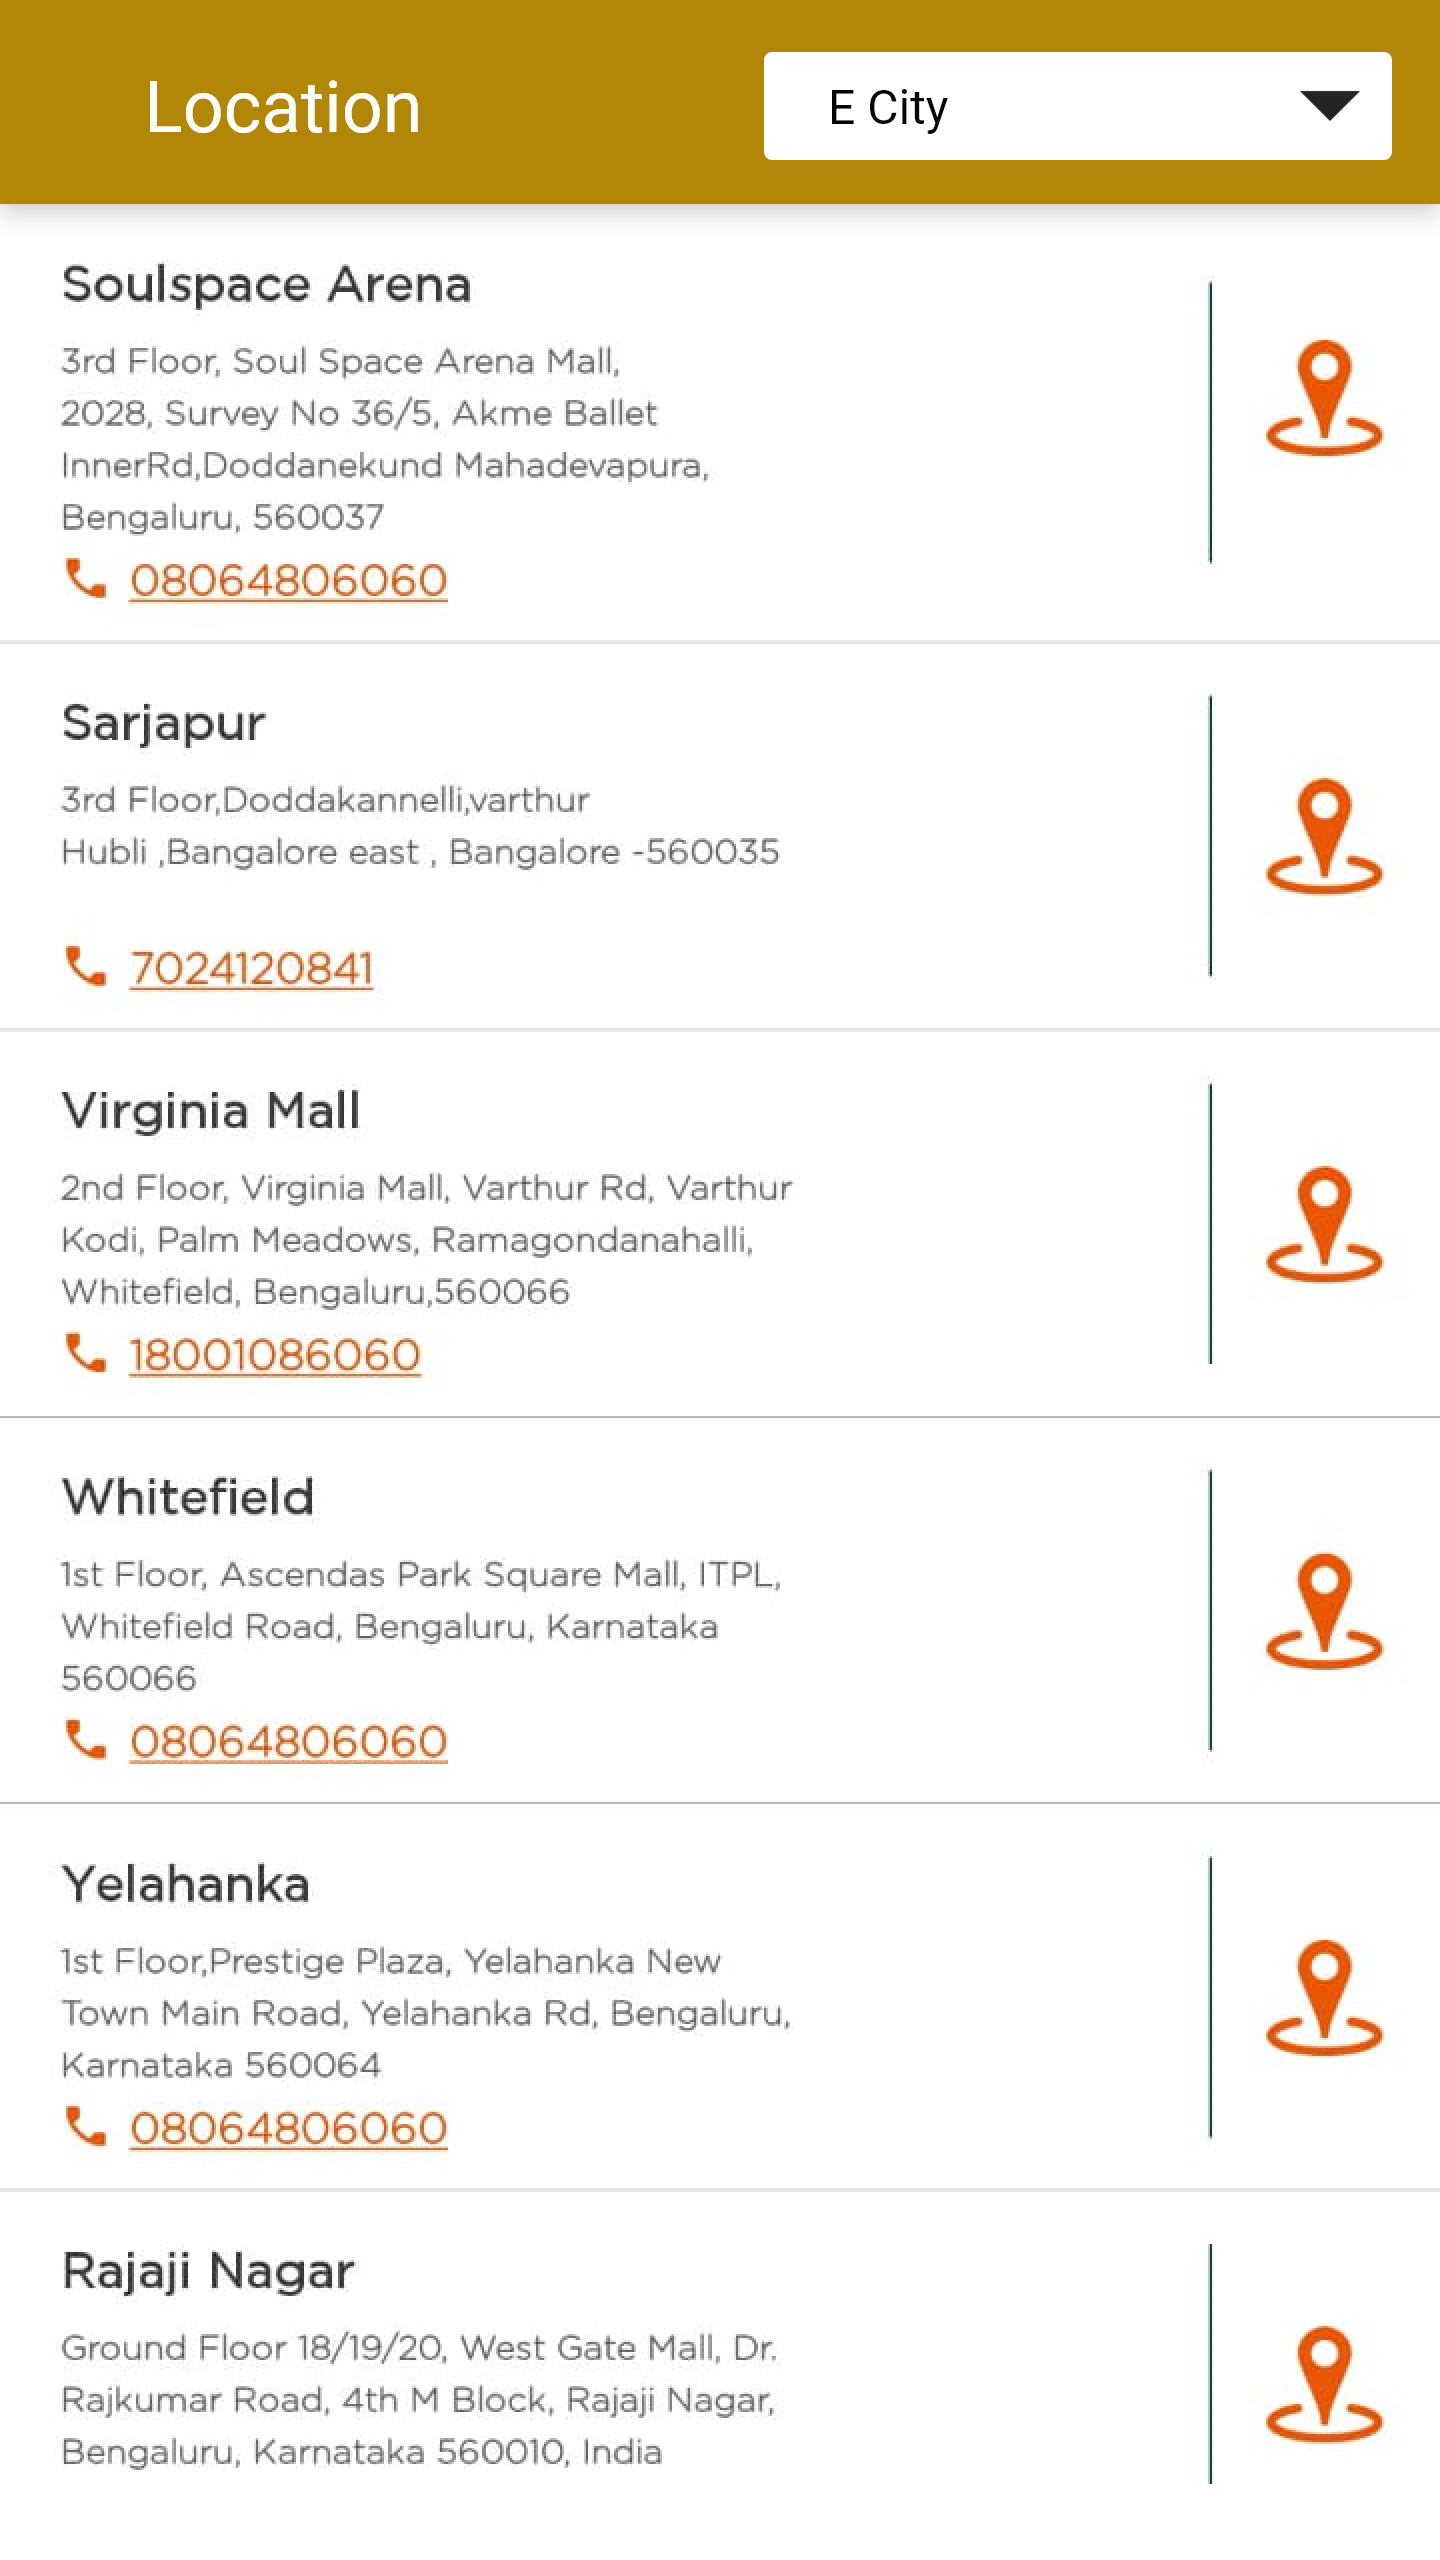 Location
E City
Soulspace Arena
3rd Floor, Soul Space Arena Mall,
2028, Survey No 36/5, Akme Ballet
InnerRd,Doddanekund Mahadevapura,
Bengaluru, 560037
08064806060
Sarjapur
3rd Floor,Doddakannelli,varthur
Hubli ,Bangalore east , Bangalore -560035
7024120841
Virginia Mall
2nd Floor, Virginia Mall, Varthur Rd, Varthur
Kodi, Palm Meadows, Ramagondanahalli,
Whitefield, Bengaluru,560066
18001086060
Whitefield
1st Floor, Ascendas Park Square Mall, ITPL,
Whitefield Road, Bengaluru, Karnataka
560066
08064806060
Yelahanka
1st Floor,Prestige Plaza, Yelahanka New
Town Main Road, Yelahanka Rd, Bengaluru,
Karnataka 560064
08064806060
Rajaji Nagar
Ground Floor 18/19/20, West Gate Mall, Dr.
Rajkumar Road, 4th M Block, Rajaji Nagar,
Bengaluru, Karnataka 560010, India